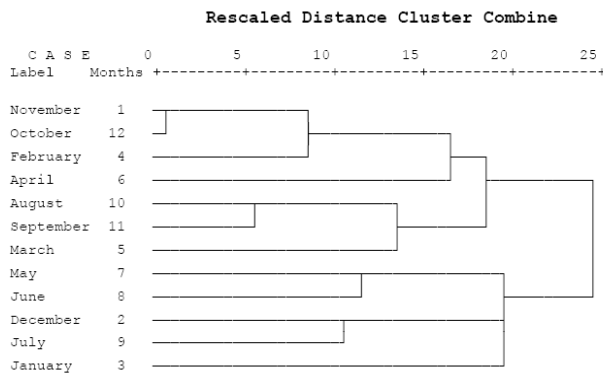 Rescaled Distance Cluster Combine
C A S E 0 5 10 15 20 25
Label Months +---------+---------+---------+---------+---------+
November 1
October 12
February 4
April 6
August 10
September 11
March 5
May 7
June 8
December 2
July 9
January 3